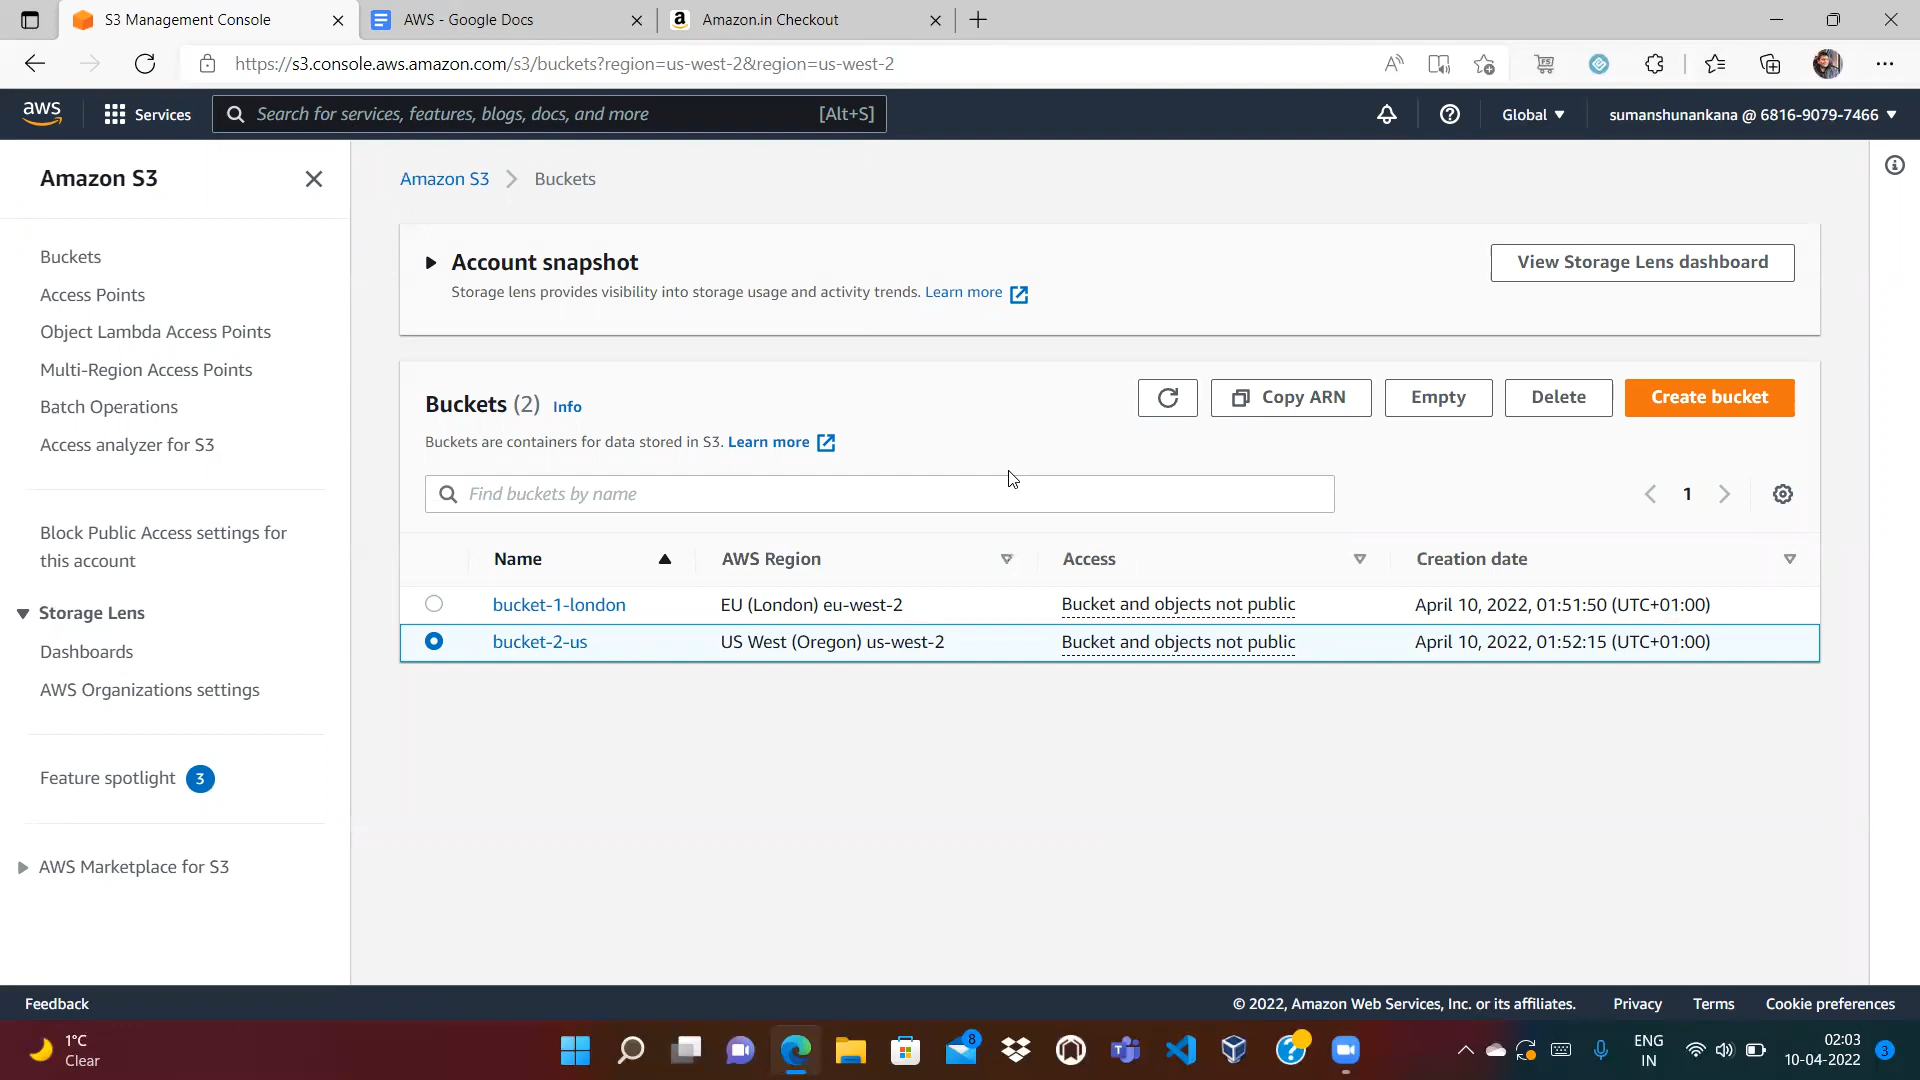 S3 Management Console
AWS - Google Docs
Amazon.in Checkout
https://s3.console.aws.amazon.com/s3/buckets?region=us-west-2&region=us-west-2
aws
Services
Search for services, features, blogs, docs, and more
[Alt+S]
Global
sumanshunankana @ 6816-9079-7466
Amazon S3
Buckets
Access Points
Object Lambda Access Points
Multi-Region Access Points
Batch Operations
Access analyzer for S3
Block Public Access settings for
this account
Storage Lens
Dashboards
AWS Organizations settings
Feature spotlight 3
AWS Marketplace for S3
Amazon S3 Buckets
Account snapshot
View Storage Lens dashboard
Storage lens provides visibility into storage usage and activity trends. Learn more
Buckets (2) Info
Copy ARN
Empty
Delete
Create bucket
Buckets are containers for data stored in S3. Learn more
Find buckets by name
1
Name AWS Region Access Creation date
bucket-1-london EU (London) eu-west-2 Bucket and objects not public April 10, 2022, 01:51:50 (UTC+01:00)
bucket-2-us US West (Oregon) us-west-2 Bucket and objects not public April 10, 2022, 01:52:15 (UTC+01:00)
Feedback
© 2022, Amazon Web Services, Inc. or its affiliates. Privacy Terms Cookie preferences
1°C
Clear
8
ENG
IN
02:03
10-04-2022
3